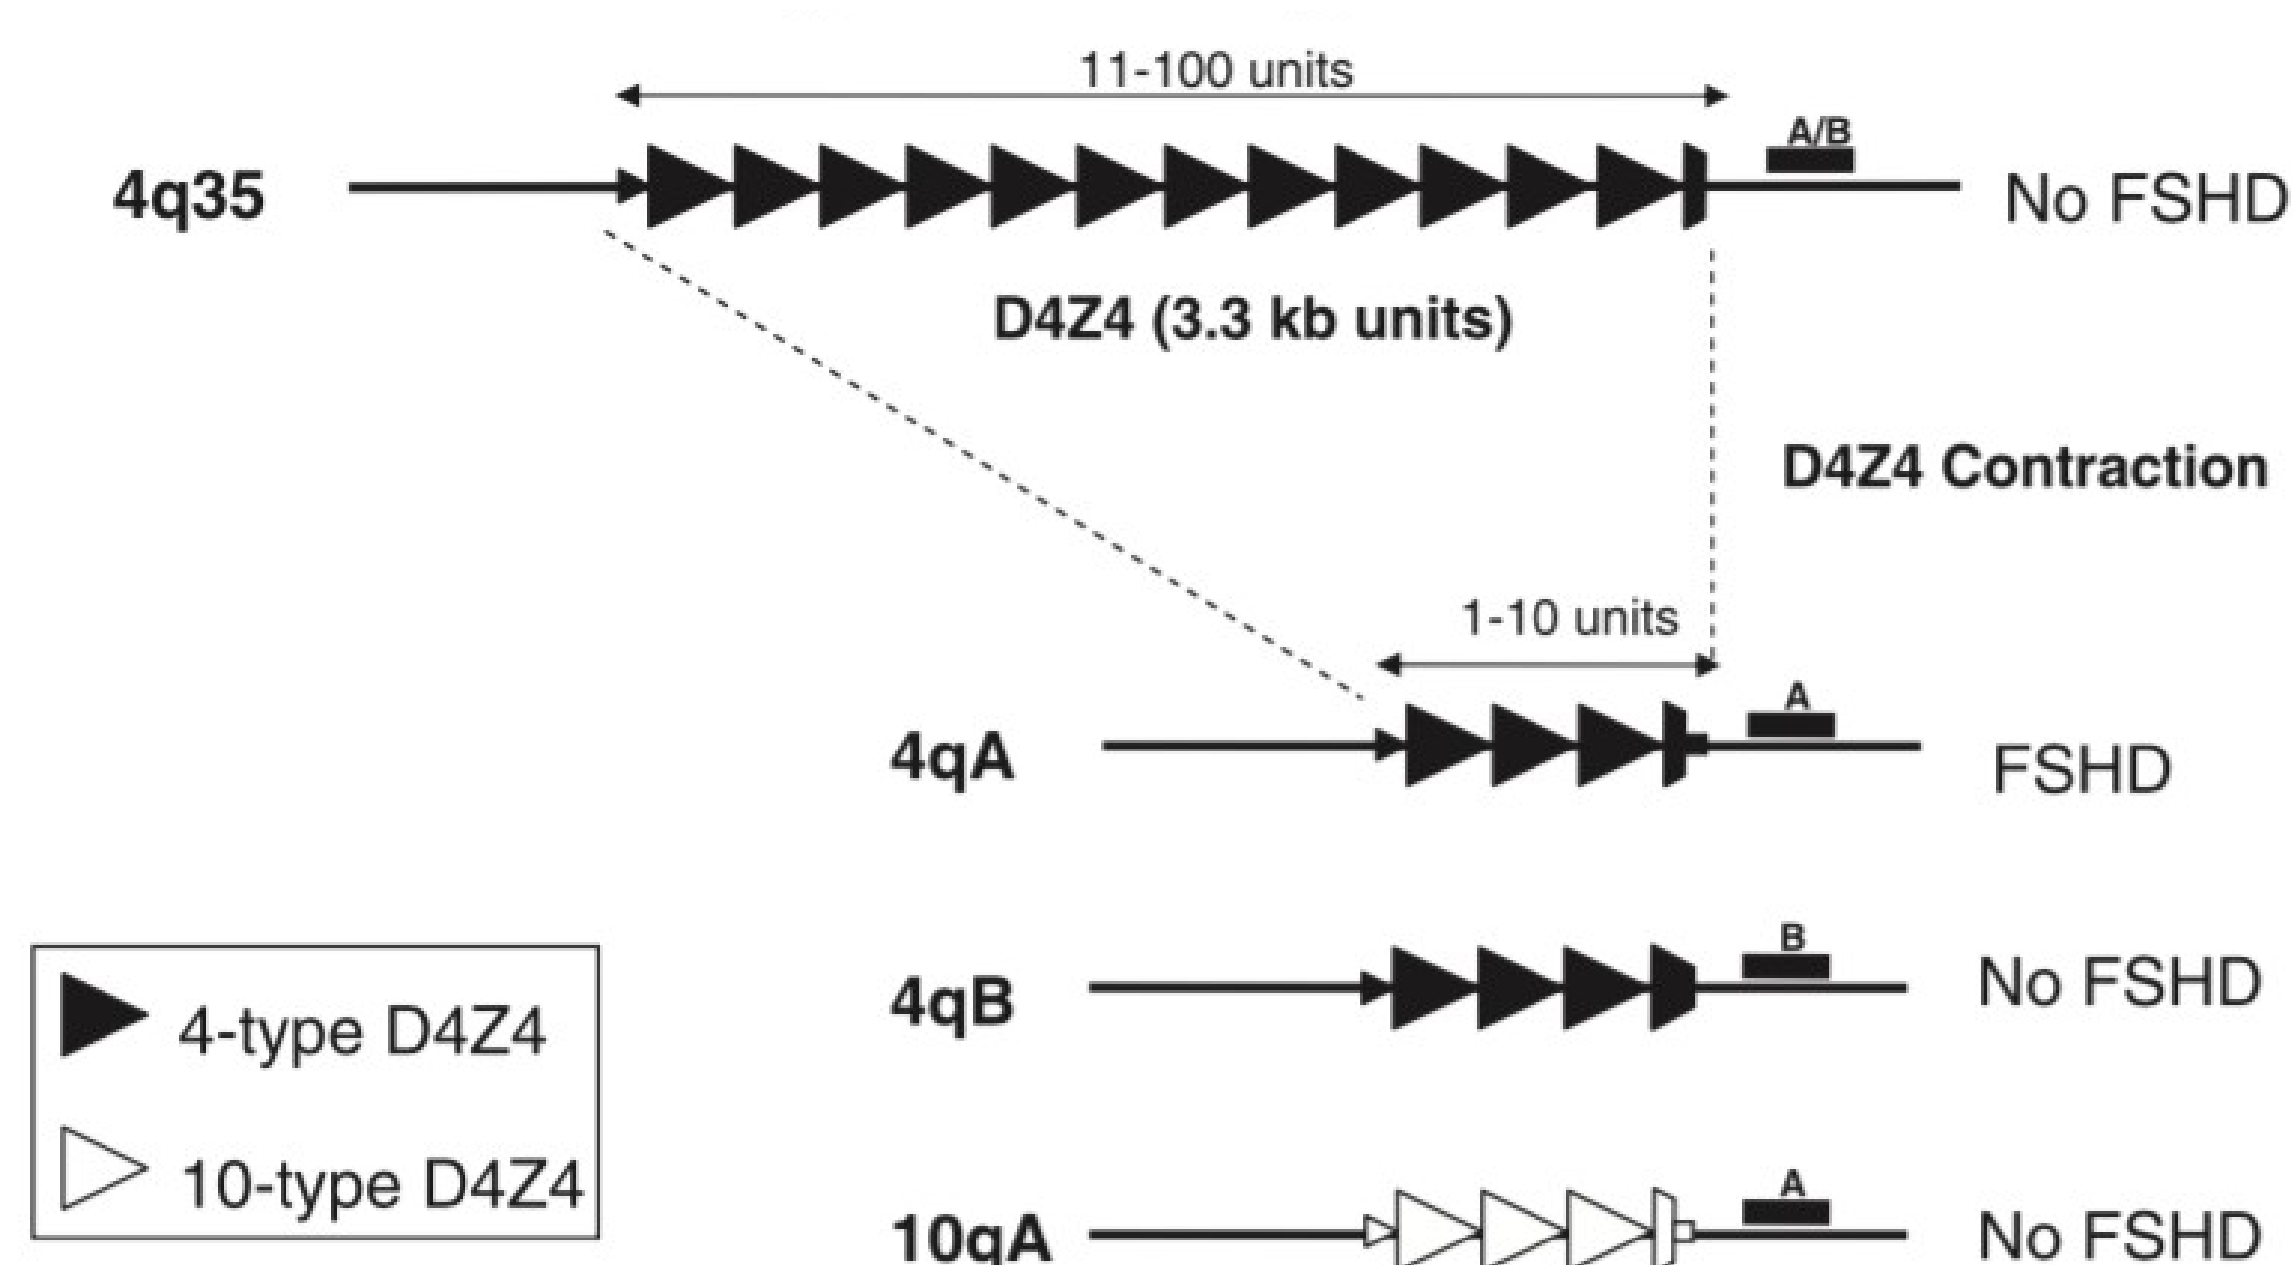 11-100 units
A/B
4q35
No FSHD
D4Z4 (3.3 kb units)
D4Z4 Contraction
1-10 units
A
4qA
FSHD
B
4qB
No FSHD
4-type D4Z4
10-type D4Z4
A
10qA
No FSHD